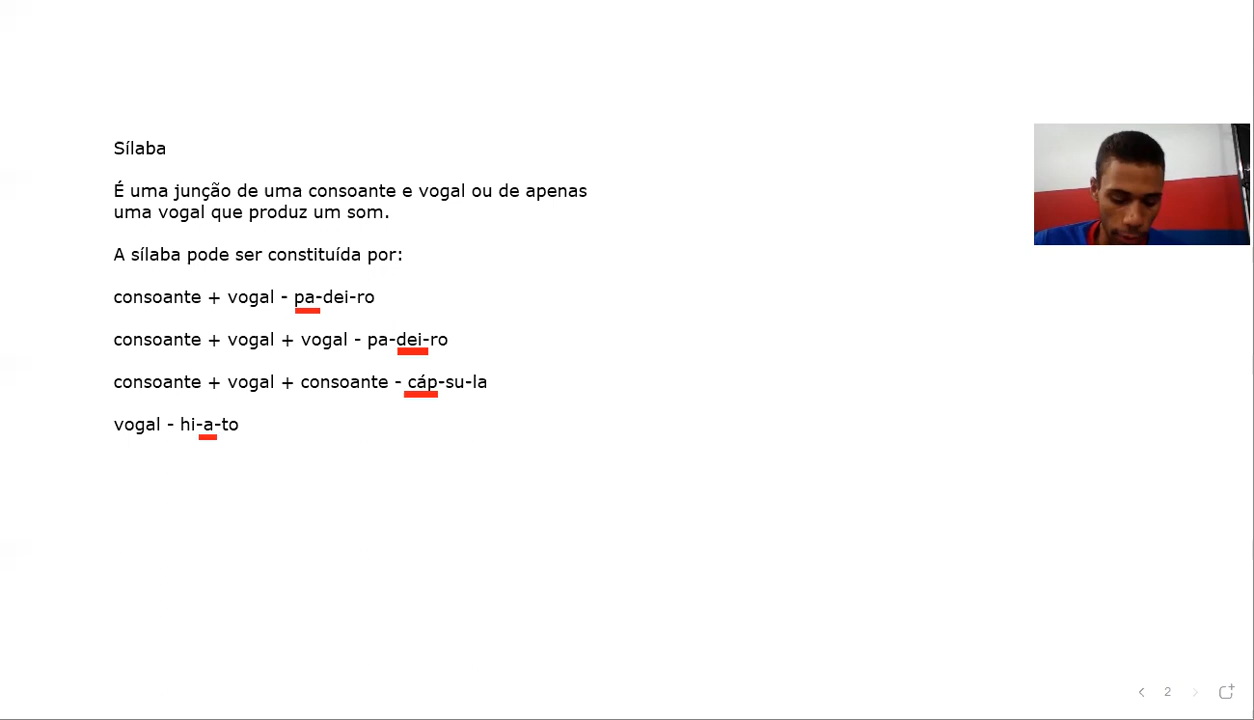 Sílaba
É uma junção de uma consoante e vogal ou de apenas
uma vogal que produz um som.
A sílaba pode ser constituída por:
consoante + vogal - pa-dei-ro
consoante + vogal + vogal - pa-dei-ro
consoante + vogal + consoante - cáp-su-la
vogal - hi-a-to
2